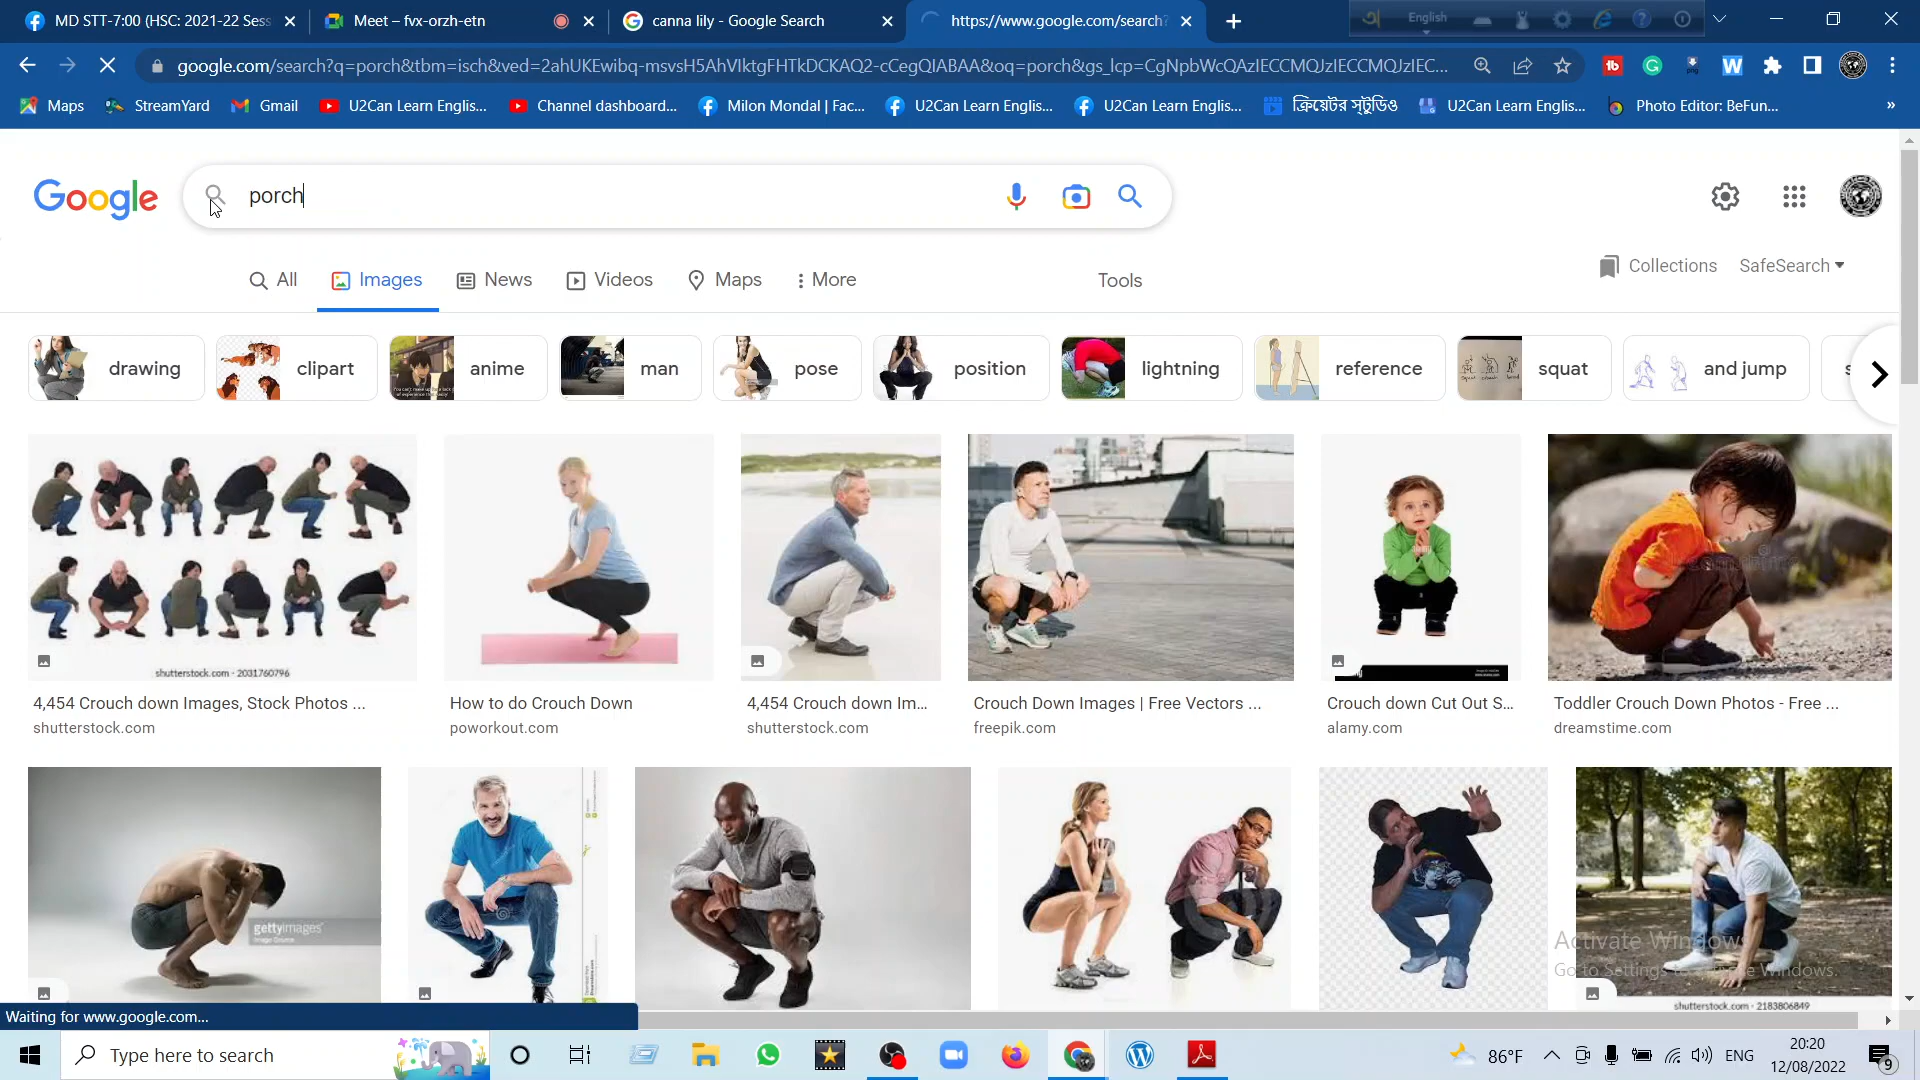 MD STT-7:00 (HSC: 2021-22 Sess
Meet – fvx-orzh-etn
canna lily - Google Search
https://www.google.com/search?
English
google.com/search?q=porch&tbm=isch&ved=2ahUKEwibq-msvsH5AhVIktgFHTkDCKAQ2-cCegQIABAA&oq=porch&gs_lcp=CgNpbWcQAzIECCMQJzIECCMQJzIEC...
Maps
StreamYard
Gmail
U2Can Learn Englis...
Channel dashboard...
Milon Mondal | Fac...
U2Can Learn Englis...
U2Can Learn Englis...
ক্রিয়েটর স্টুডিও
U2Can Learn Englis...
Photo Editor: BeFun...
»
Google
porch
All
Images
News
Videos
Maps
More
Tools
Collections
SafeSearch
drawing
clipart
anime
man
pose
position
lightning
reference
squat
and jump
shutterstock.com · 2031760796
4,454 Crouch down Images, Stock Photos ...
shutterstock.com
How to do Crouch Down
poworkout.com
4,454 Crouch down Im...
shutterstock.com
Crouch Down Images | Free Vectors ...
freepik.com
Crouch down Cut Out S...
alamy.com
Toddler Crouch Down Photos - Free ...
dreamstime.com
gettyimages
Activate Windows
Go to Settings to activate Windows.
shutterstock.com · 2183806849
Waiting for www.google.com...
Type here to search
86°F
ENG
20:20
12/08/2022
9